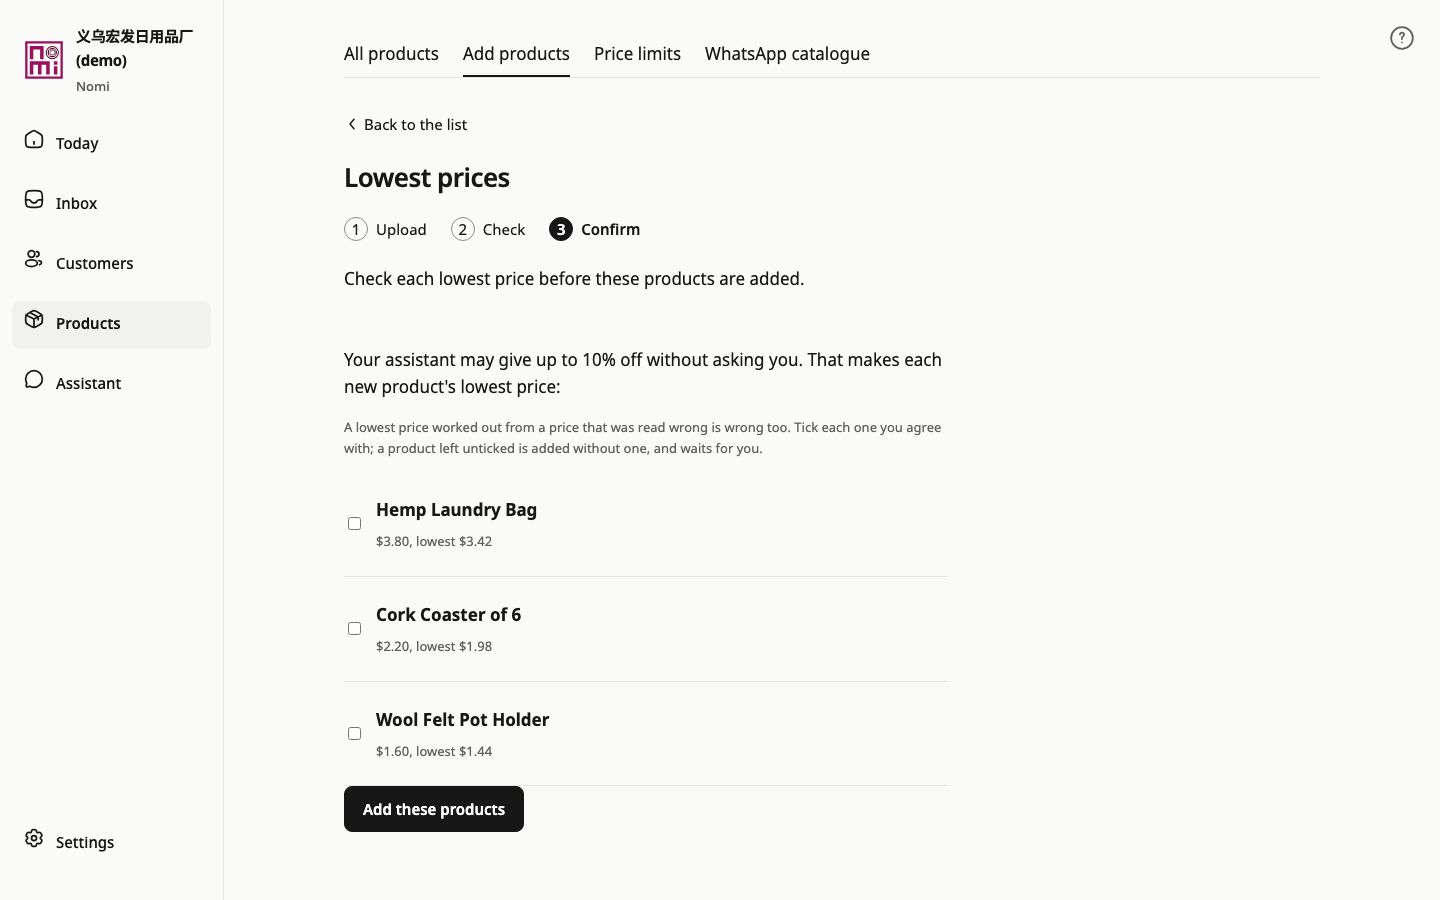 义乌宏发日用品厂
(demo)
Nomi
Today
Inbox
Customers
Products
Assistant
Settings
All products
Add products
Price limits
WhatsApp catalogue
Back to the list
Lowest prices
1 Upload
2 Check
3 Confirm
Check each lowest price before these products are added.
Your assistant may give up to 10% off without asking you. That makes each
new product's lowest price:
A lowest price worked out from a price that was read wrong is wrong too. Tick each one you agree
with; a product left unticked is added without one, and waits for you.
Hemp Laundry Bag
$3.80, lowest $3.42
Cork Coaster of 6
$2.20, lowest $1.98
Wool Felt Pot Holder
$1.60, lowest $1.44
Add these products